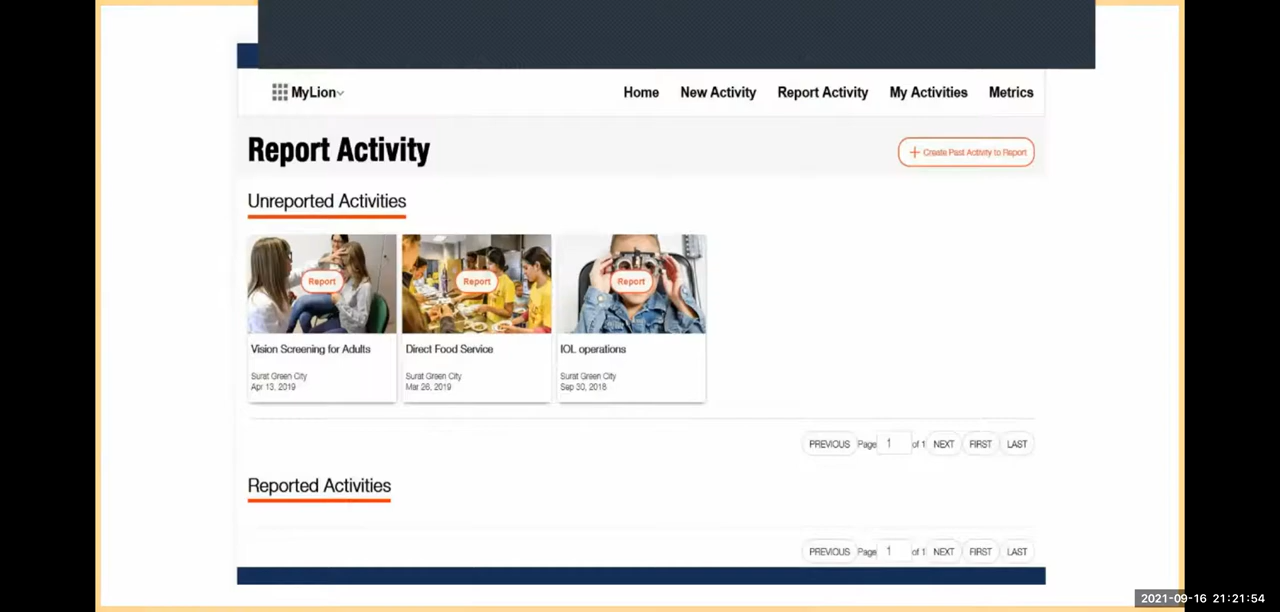 MyLion
Home New Activity Report Activity My Activities Metrics
Report Activity
+ Create Past Activity to Report
Unreported Activities
Report Report Report
Vision Screening for Adults
Surat Green City
Apr 13, 2019
Direct Food Service
Surat Green City
Mar 26, 2019
IOL operations
Surat Green City
Sep 30, 2018
PREVIOUS Page 1 of 1 NEXT FIRST LAST
Reported Activities
PREVIOUS Page 1 of 1 NEXT FIRST LAST
2021-09-16 21:21:54